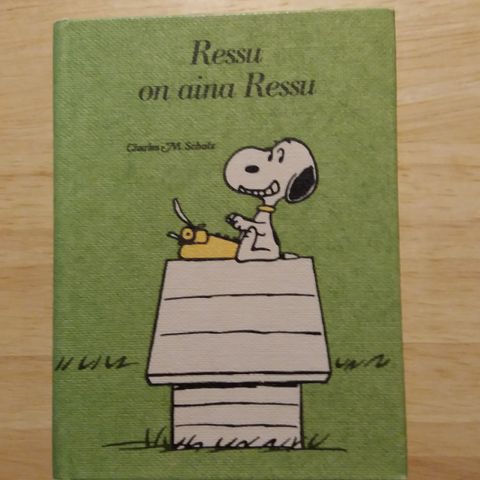 Ressu
on aina Ressu
Charles M. Schulz